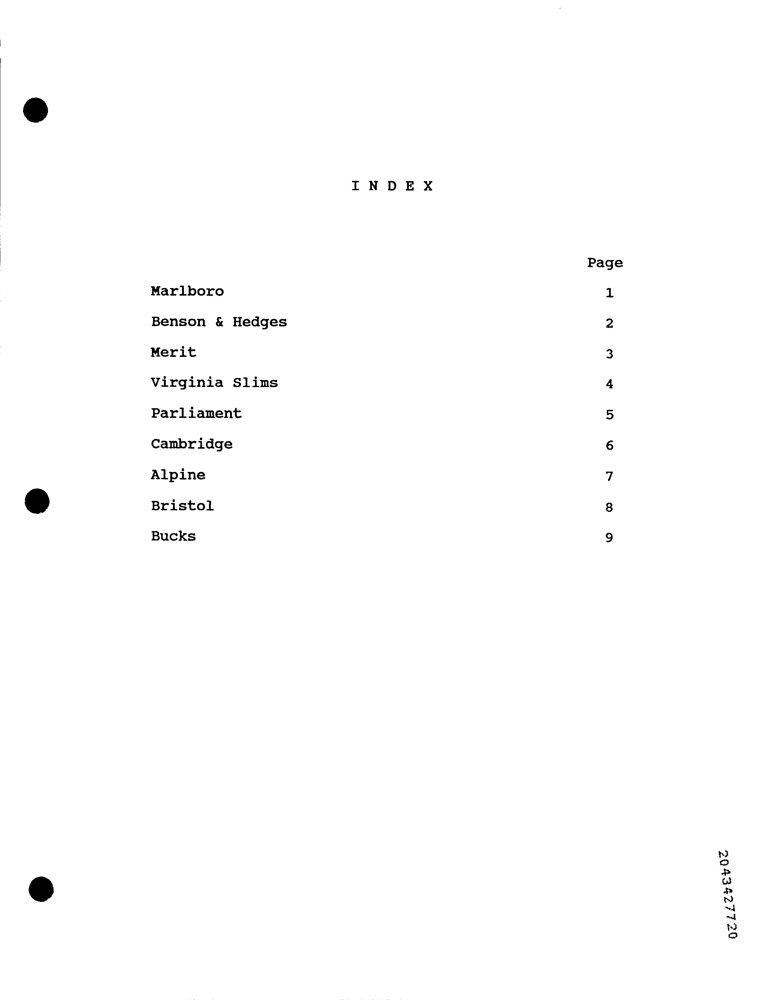 I N D E X
Page
Marlboro 1
Benson & Hedges 2
Merit 3
Virginia Slims 4
Parliament 5
Cambridge 6
Alpine 7
Bristol 8
Bucks 9
2043427720